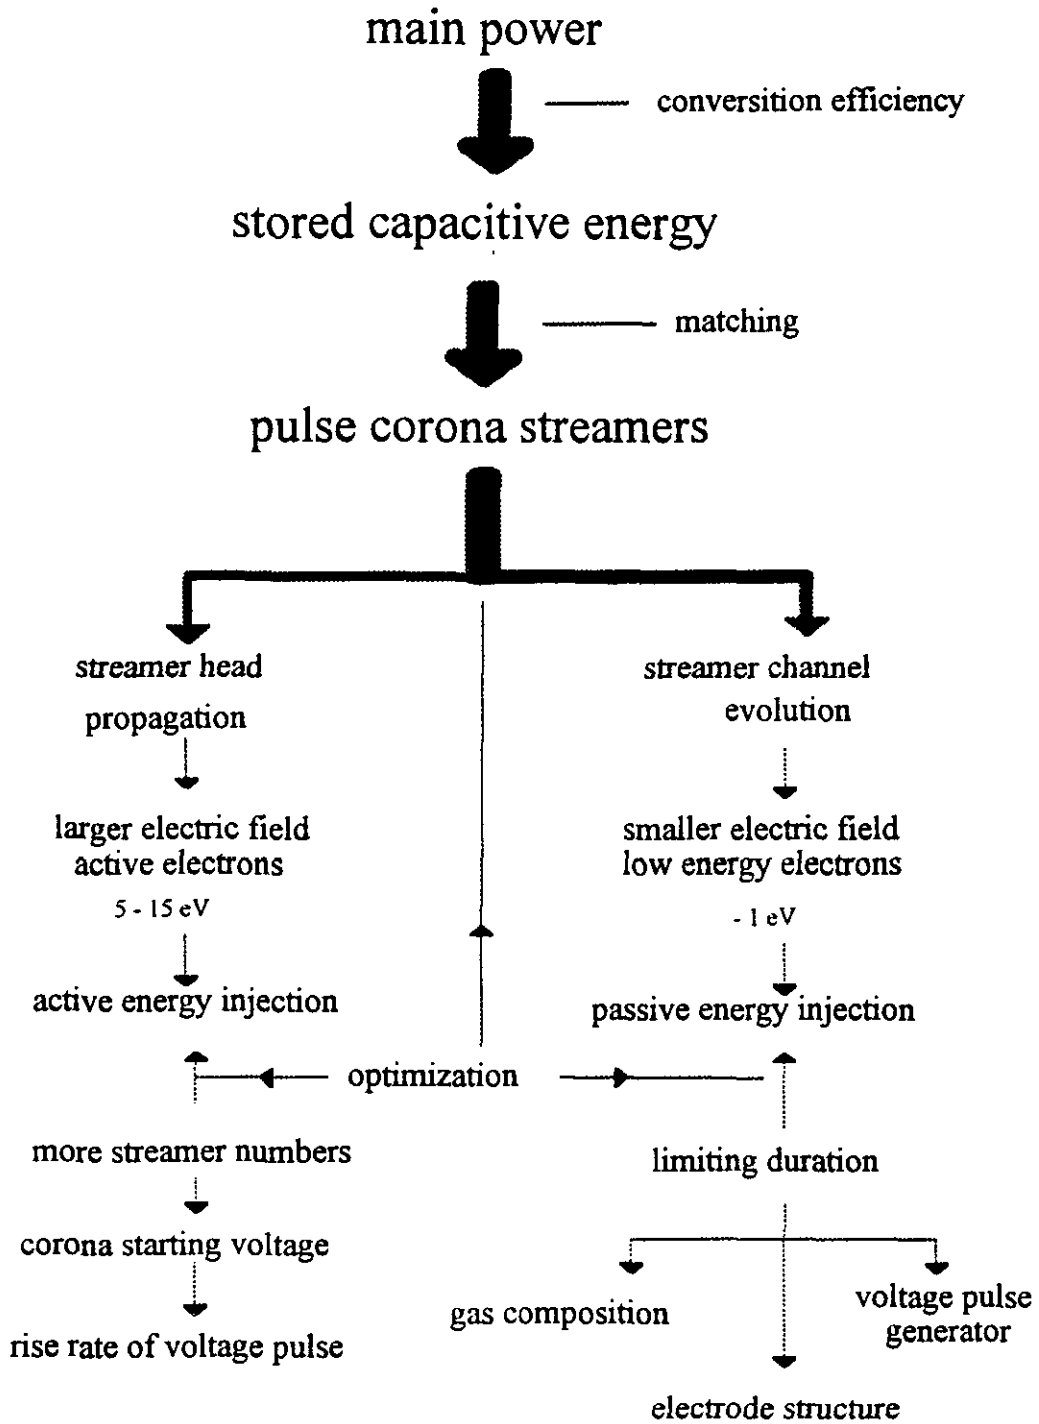 main power
conversition efficiency
stored capacitive energy
matching
pulse corona streamers
streamer head
propagation
streamer channel
evolution
larger electric field
active electrons
5 - 15 eV
smaller electric field
low energy electrons
- 1 eV
active energy injection
passive energy injection
optimization
more streamer numbers
limiting duration
corona starting voltage
rise rate of voltage pulse
gas composition
voltage pulse
generator
electrode structure